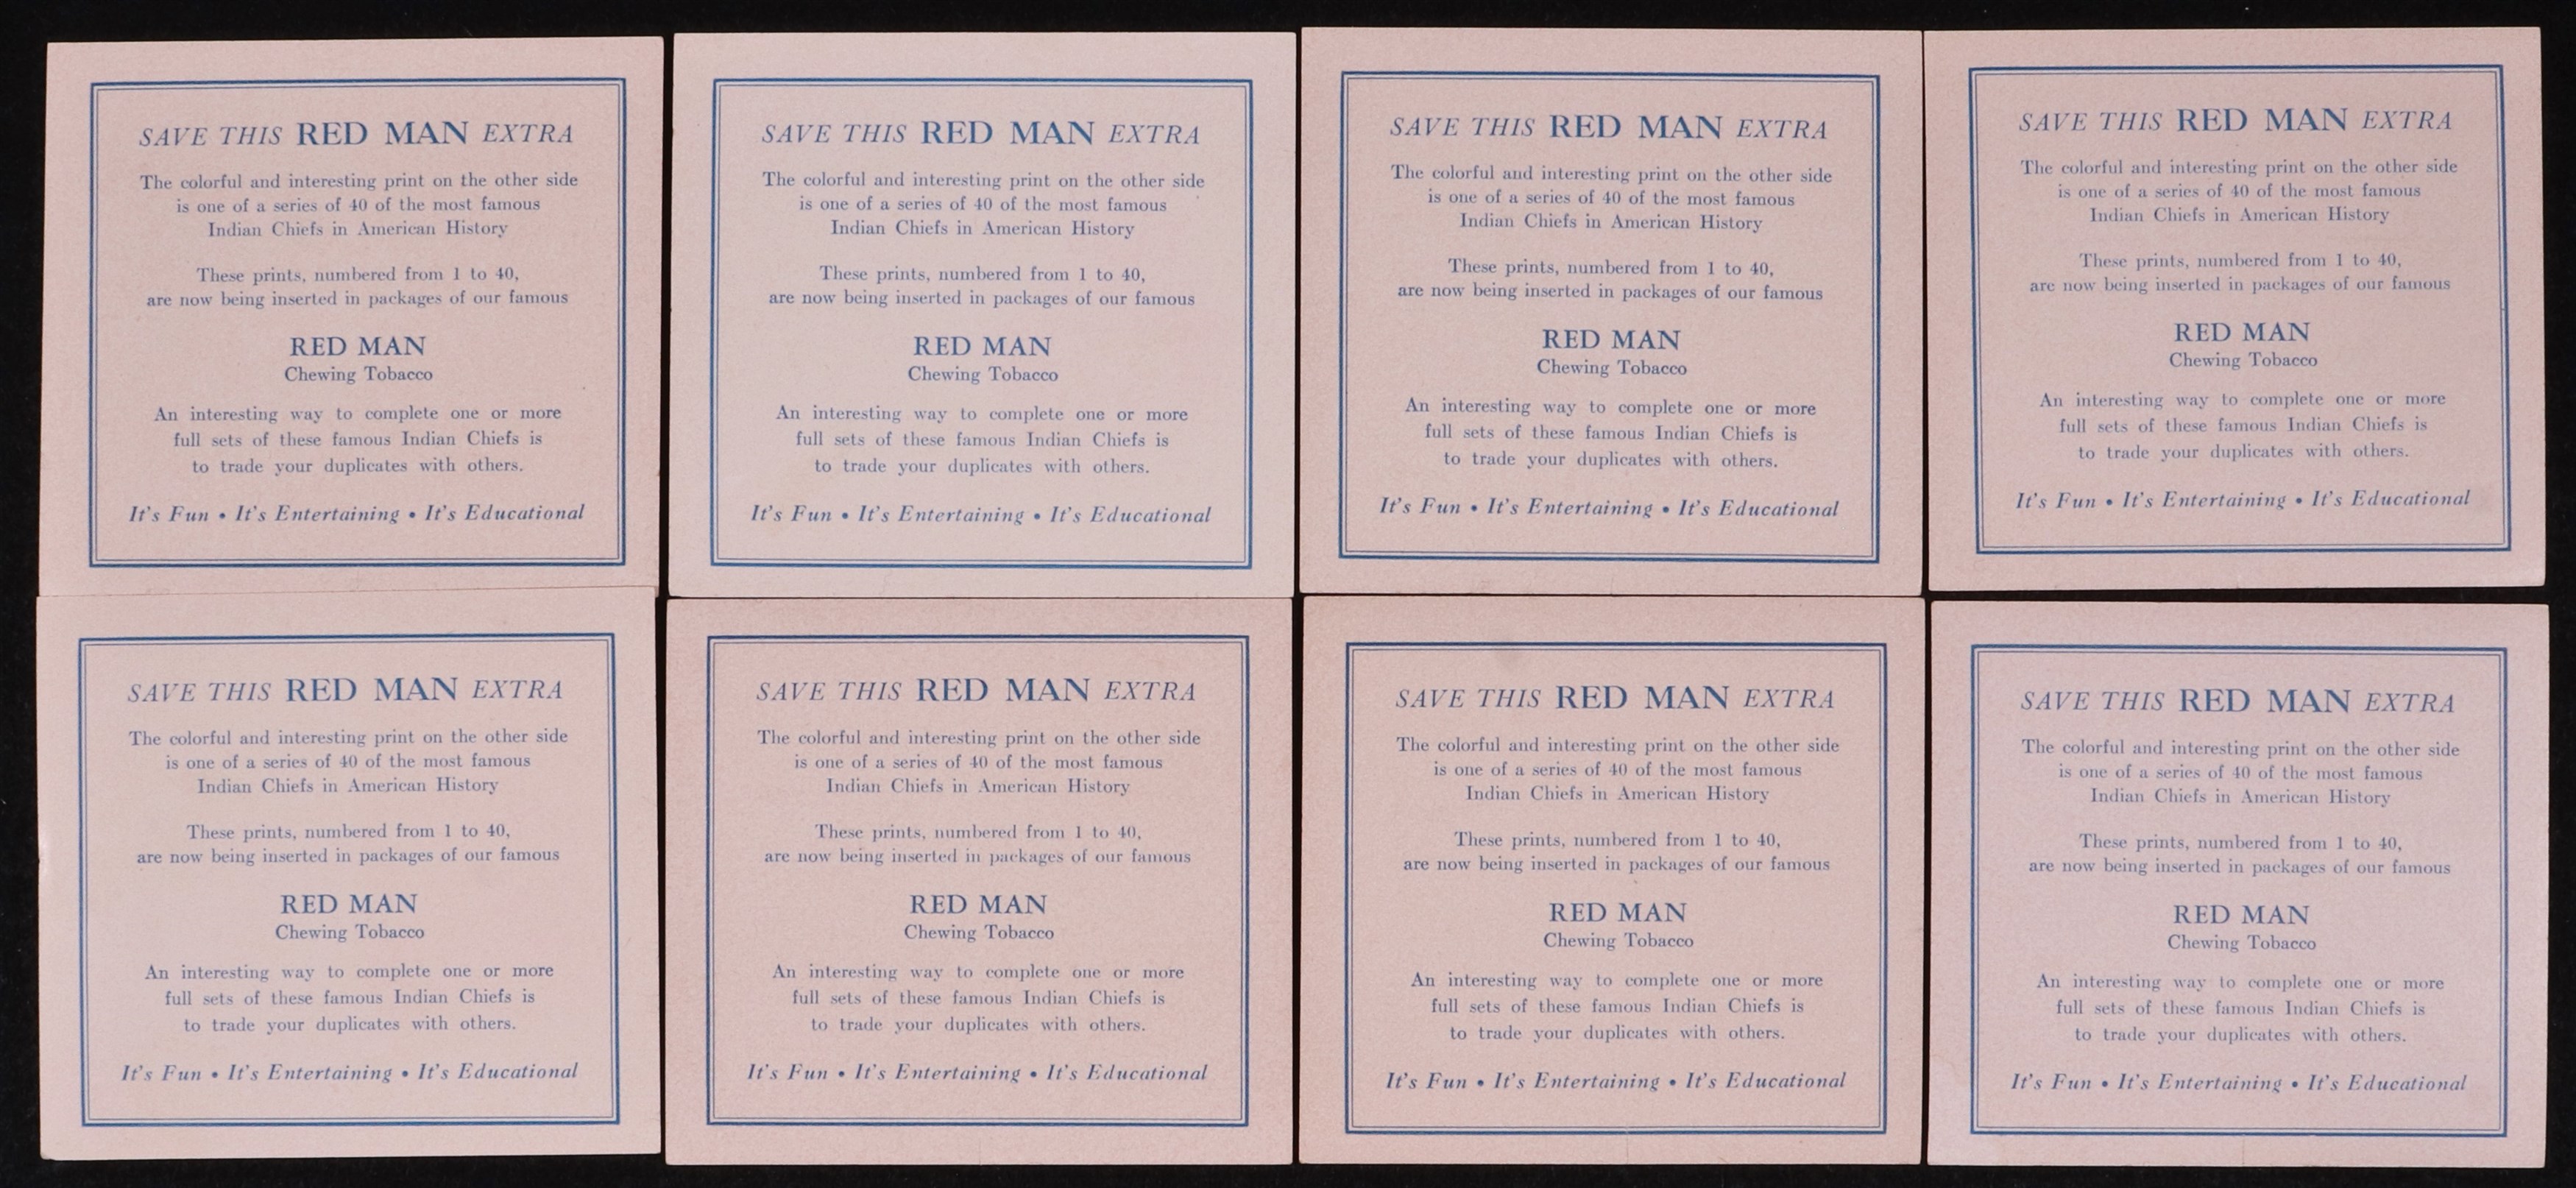 SAVE THIS RED MAN EXTRA
The colorful and interesting print on the other side
is one of a series of 40 of the most famous
Indian Chiefs in American History
These prints, numbered from 1 to 40,
are now being inserted in packages of our famous
RED MAN
Chewing Tobacco
An interesting way to complete one or more
full sets of these famous Indian Chiefs is
to trade your duplicates with others.
It's Fun • It's Entertaining • It's Educational
SAVE THIS RED MAN EXTRA
The colorful and interesting print on the other side
is one of a series of 40 of the most famous
Indian Chiefs in American History
These prints, numbered from 1 to 40,
are now being inserted in packages of our famous
RED MAN
Chewing Tobacco
An interesting way to complete one or more
full sets of these famous Indian Chiefs is
to trade your duplicates with others.
It's Fun • It's Entertaining • It's Educational
SAVE THIS RED MAN EXTRA
The colorful and interesting print on the other side
is one of a series of 40 of the most famous
Indian Chiefs in American History
These prints, numbered from 1 to 40,
are now being inserted in packages of our famous
RED MAN
Chewing Tobacco
An interesting way to complete one or more
full sets of these famous Indian Chiefs is
to trade your duplicates with others.
It's Fun • It's Entertaining • It's Educational
SAVE THIS RED MAN EXTRA
The colorful and interesting print on the other side
is one of a series of 40 of the most famous
Indian Chiefs in American History
These prints, numbered from 1 to 40,
are now being inserted in packages of our famous
RED MAN
Chewing Tobacco
An interesting way to complete one or more
full sets of these famous Indian Chiefs is
to trade your duplicates with others.
It's Fun • It's Entertaining • It's Educational
SAVE THIS RED MAN EXTRA
The colorful and interesting print on the other side
is one of a series of 40 of the most famous
Indian Chiefs in American History
These prints, numbered from 1 to 40,
are now being inserted in packages of our famous
RED MAN
Chewing Tobacco
An interesting way to complete one or more
full sets of these famous Indian Chiefs is
to trade your duplicates with others.
It's Fun • It's Entertaining • It's Educational
SAVE THIS RED MAN EXTRA
The colorful and interesting print on the other side
is one of a series of 40 of the most famous
Indian Chiefs in American History
These prints, numbered from 1 to 40,
are now being inserted in packages of our famous
RED MAN
Chewing Tobacco
An interesting way to complete one or more
full sets of these famous Indian Chiefs is
to trade your duplicates with others.
It's Fun • It's Entertaining • It's Educational
SAVE THIS RED MAN EXTRA
The colorful and interesting print on the other side
is one of a series of 40 of the most famous
Indian Chiefs in American History
These prints, numbered from 1 to 40,
are now being inserted in packages of our famous
RED MAN
Chewing Tobacco
An interesting way to complete one or more
full sets of these famous Indian Chiefs is
to trade your duplicates with others.
It's Fun • It's Entertaining • It's Educational
SAVE THIS RED MAN EXTRA
The colorful and interesting print on the other side
is one of a series of 40 of the most famous
Indian Chiefs in American History
These prints, numbered from 1 to 40,
are now being inserted in packages of our famous
RED MAN
Chewing Tobacco
An interesting way to complete one or more
full sets of these famous Indian Chiefs is
to trade your duplicates with others.
It's Fun • It's Entertaining • It's Educational